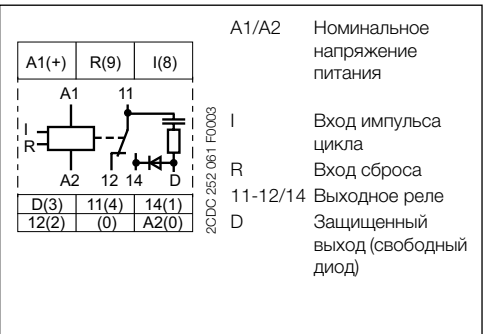 A1(+) R(9) I(8)
A1 11
I
R
A2 12 14 D
D(3) 11(4) 14(1)
12(2) (0) A2(0)
2CDC 252 061 F0003
A1/A2 Номинальное
напряжение
питания
I Вход импульса
цикла
R Вход сброса
11-12/14 Выходное реле
D Защищенный
выход (свободный
диод)